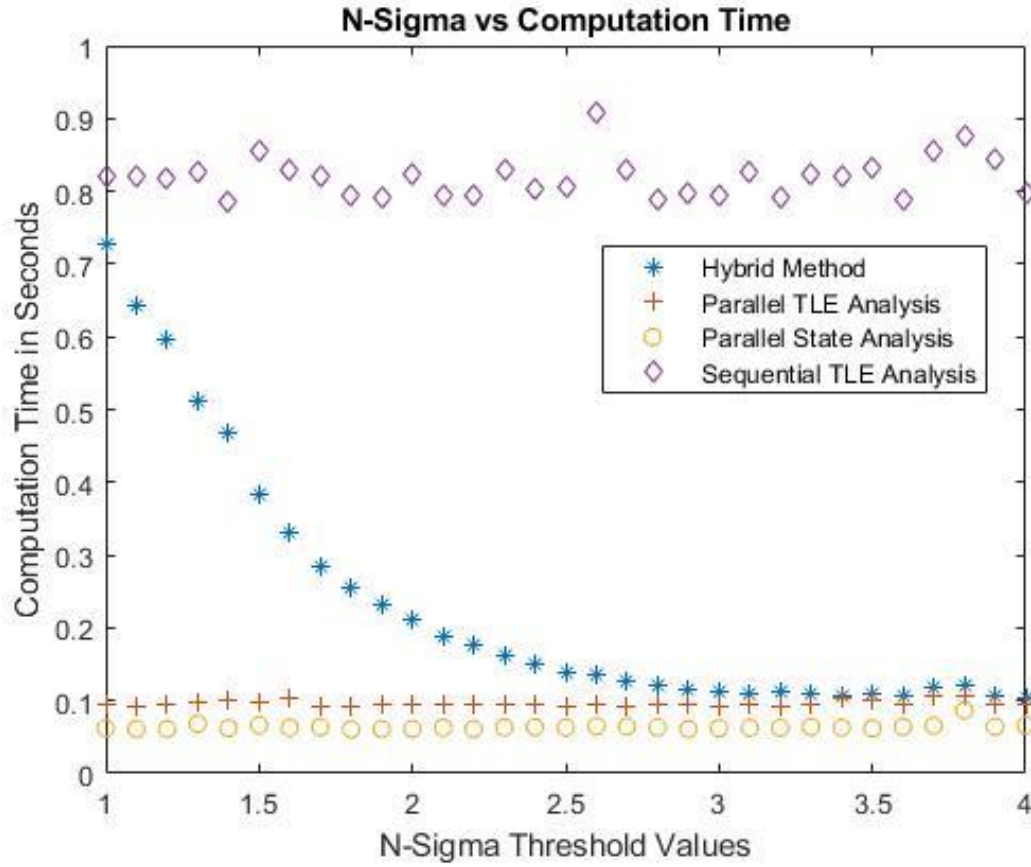 N-Sigma vs Computation Time
1
0.9
0.8
0.7
0.6
0.5
0.4
0.3
0.2
0.1
0
Computation Time in Seconds
Hybrid Method
Parallel TLE Analysis
Parallel State Analysis
Sequential TLE Analysis
1 1.5 2 2.5 3 3.5 4
N-Sigma Threshold Values